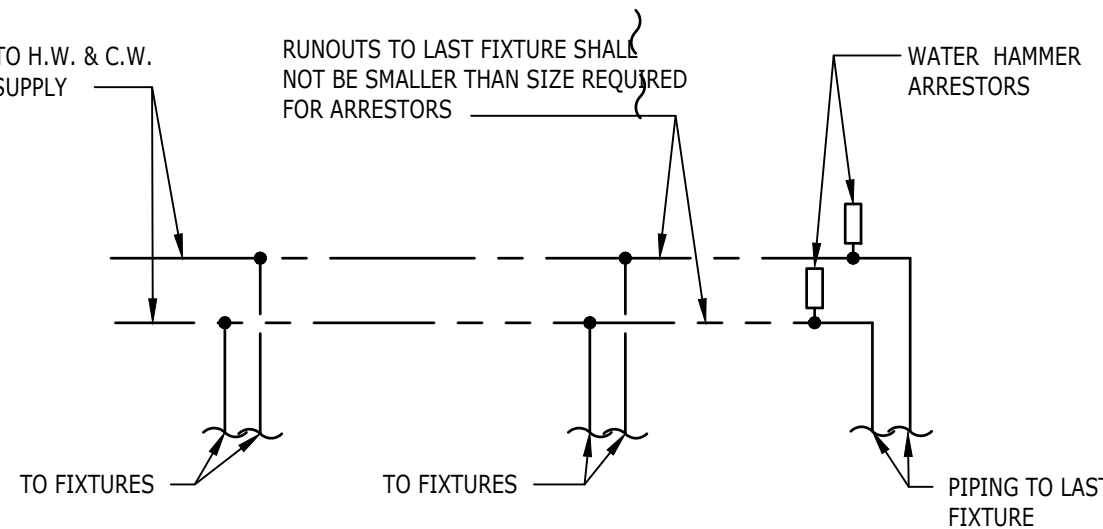 TO H.W. & C.W.
SUPPLY
RUNOUTS TO LAST FIXTURE SHALL
NOT BE SMALLER THAN SIZE REQUIRED
FOR ARRESTORS
WATER HAMMER
ARRESTORS
TO FIXTURES
TO FIXTURES
PIPING TO LAST
FIXTURE